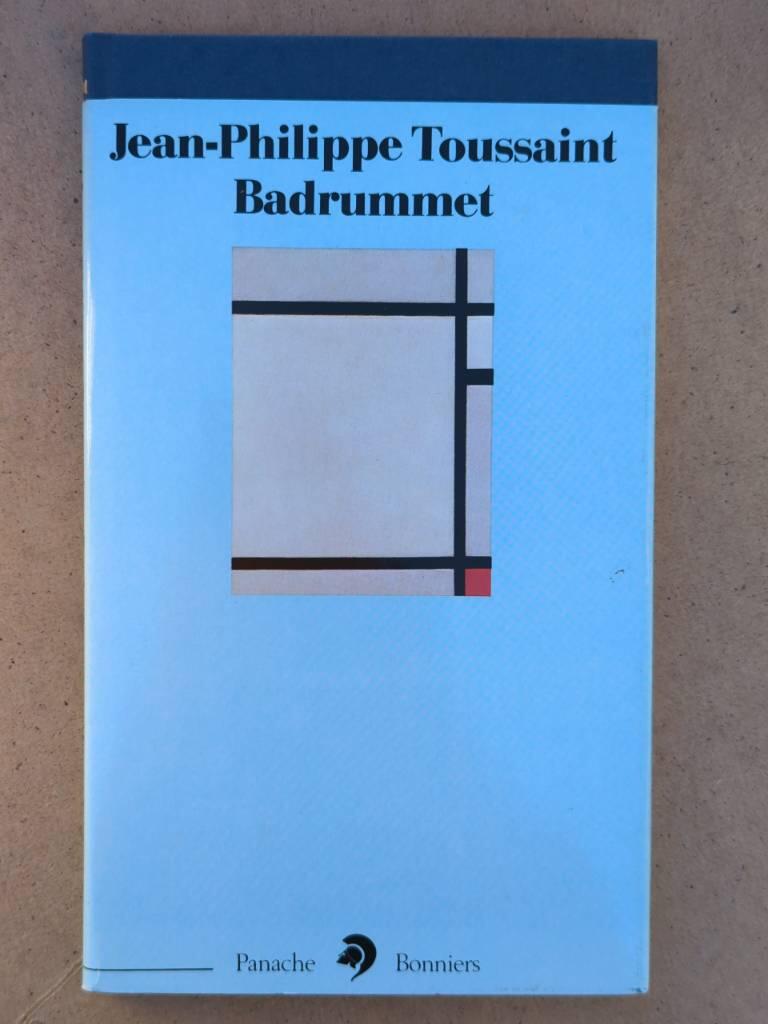 Jean-Philippe Toussaint
Badrummet
Panache Bonniers